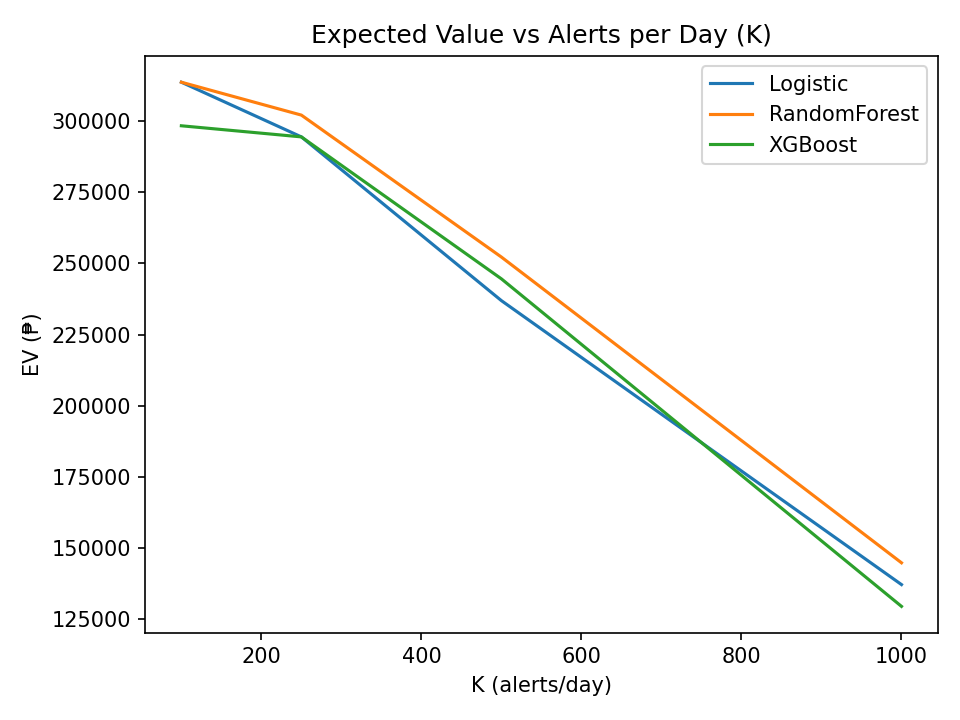 Expected Value vs Alerts per Day (K)
Logistic
RandomForest
XGBoost
EV (₱)
300000
275000
250000
225000
200000
175000
150000
125000
200 400 600 800 1000
K (alerts/day)